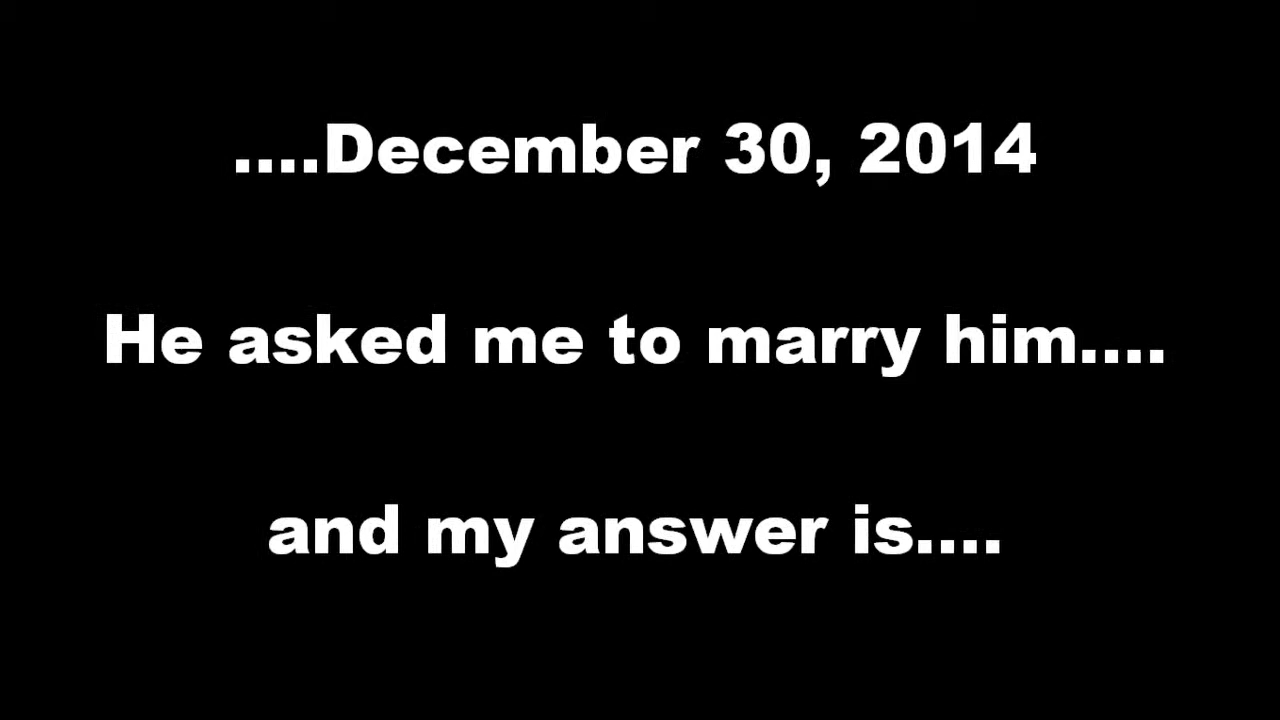 ....December 30, 2014
He asked me to marry him....
and my answer is....